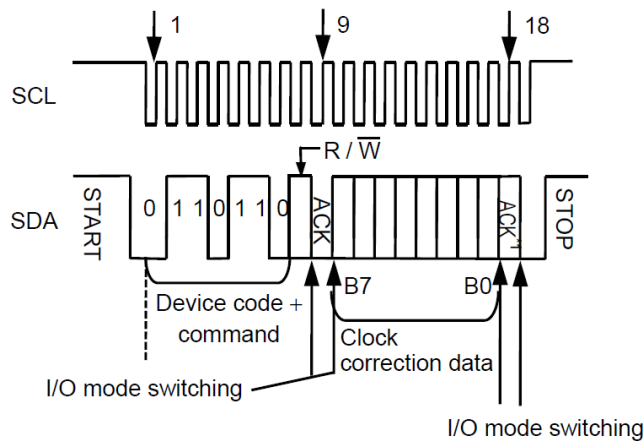 1 9 18
SCL
R / W
SDA START 0 1 1 0 1 1 0 ACK ACK*1 STOP
B7 B0
Device code +
command
Clock
correction data
I/O mode switching
I/O mode switching